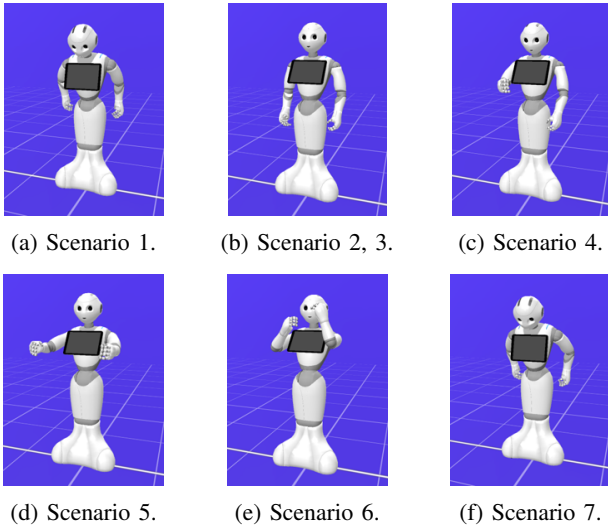 (a) Scenario 1.
(b) Scenario 2, 3.
(c) Scenario 4.
(d) Scenario 5.
(e) Scenario 6.
(f) Scenario 7.